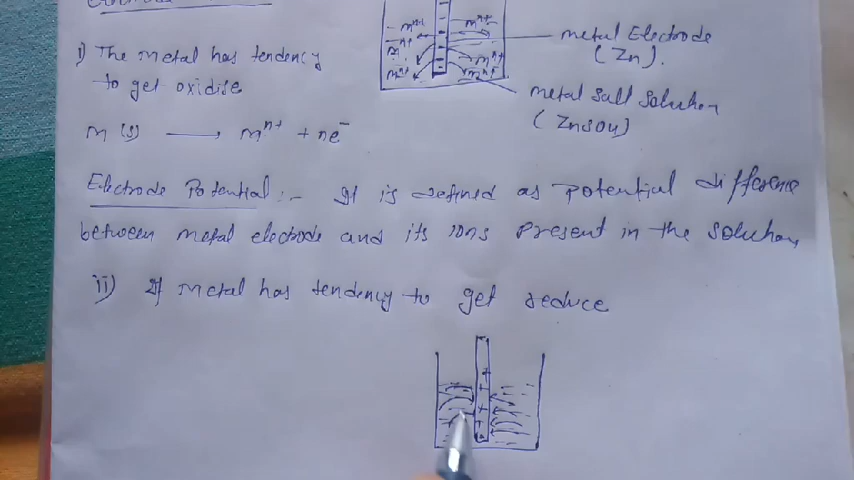 i) The metal has tendency
to get oxidise
M (s) → M^n+ + ne^-
metal Electrode
(Zn).
metal salt solution
(ZnSO4)
M^n+
M^n+
M^n+
M^n+
M^n+
Electrode Potential :- It is defined as potential difference
between metal electrode and its ions present in the solution,
ii) If metal has tendency to get reduce